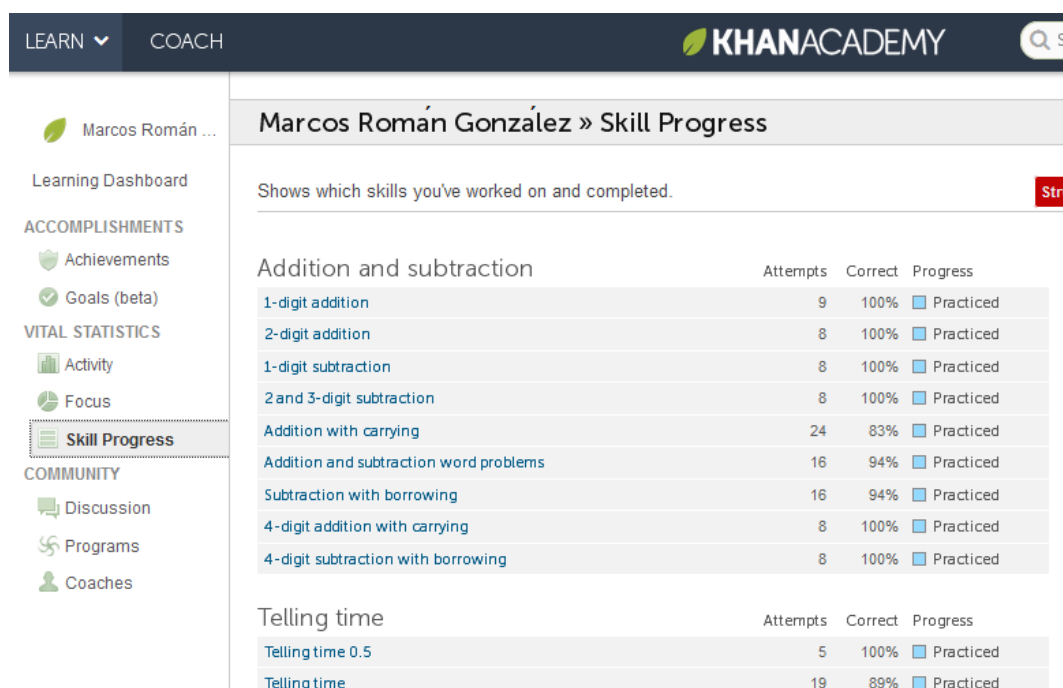 LEARN COACH KHANACADEMY S
Marcos Román ...
Learning Dashboard
ACCOMPLISHMENTS
Achievements
Goals (beta)
VITAL STATISTICS
Activity
Focus
Skill Progress
COMMUNITY
Discussion
Programs
Coaches
Marcos Román González » Skill Progress
Shows which skills you've worked on and completed. Str
Addition and subtraction Attempts Correct Progress
1-digit addition 9 100% Practiced
2-digit addition 8 100% Practiced
1-digit subtraction 8 100% Practiced
2 and 3-digit subtraction 8 100% Practiced
Addition with carrying 24 83% Practiced
Addition and subtraction word problems 16 94% Practiced
Subtraction with borrowing 16 94% Practiced
4-digit addition with carrying 8 100% Practiced
4-digit subtraction with borrowing 8 100% Practiced
Telling time Attempts Correct Progress
Telling time 0.5 5 100% Practiced
Telling time 19 89% Practiced